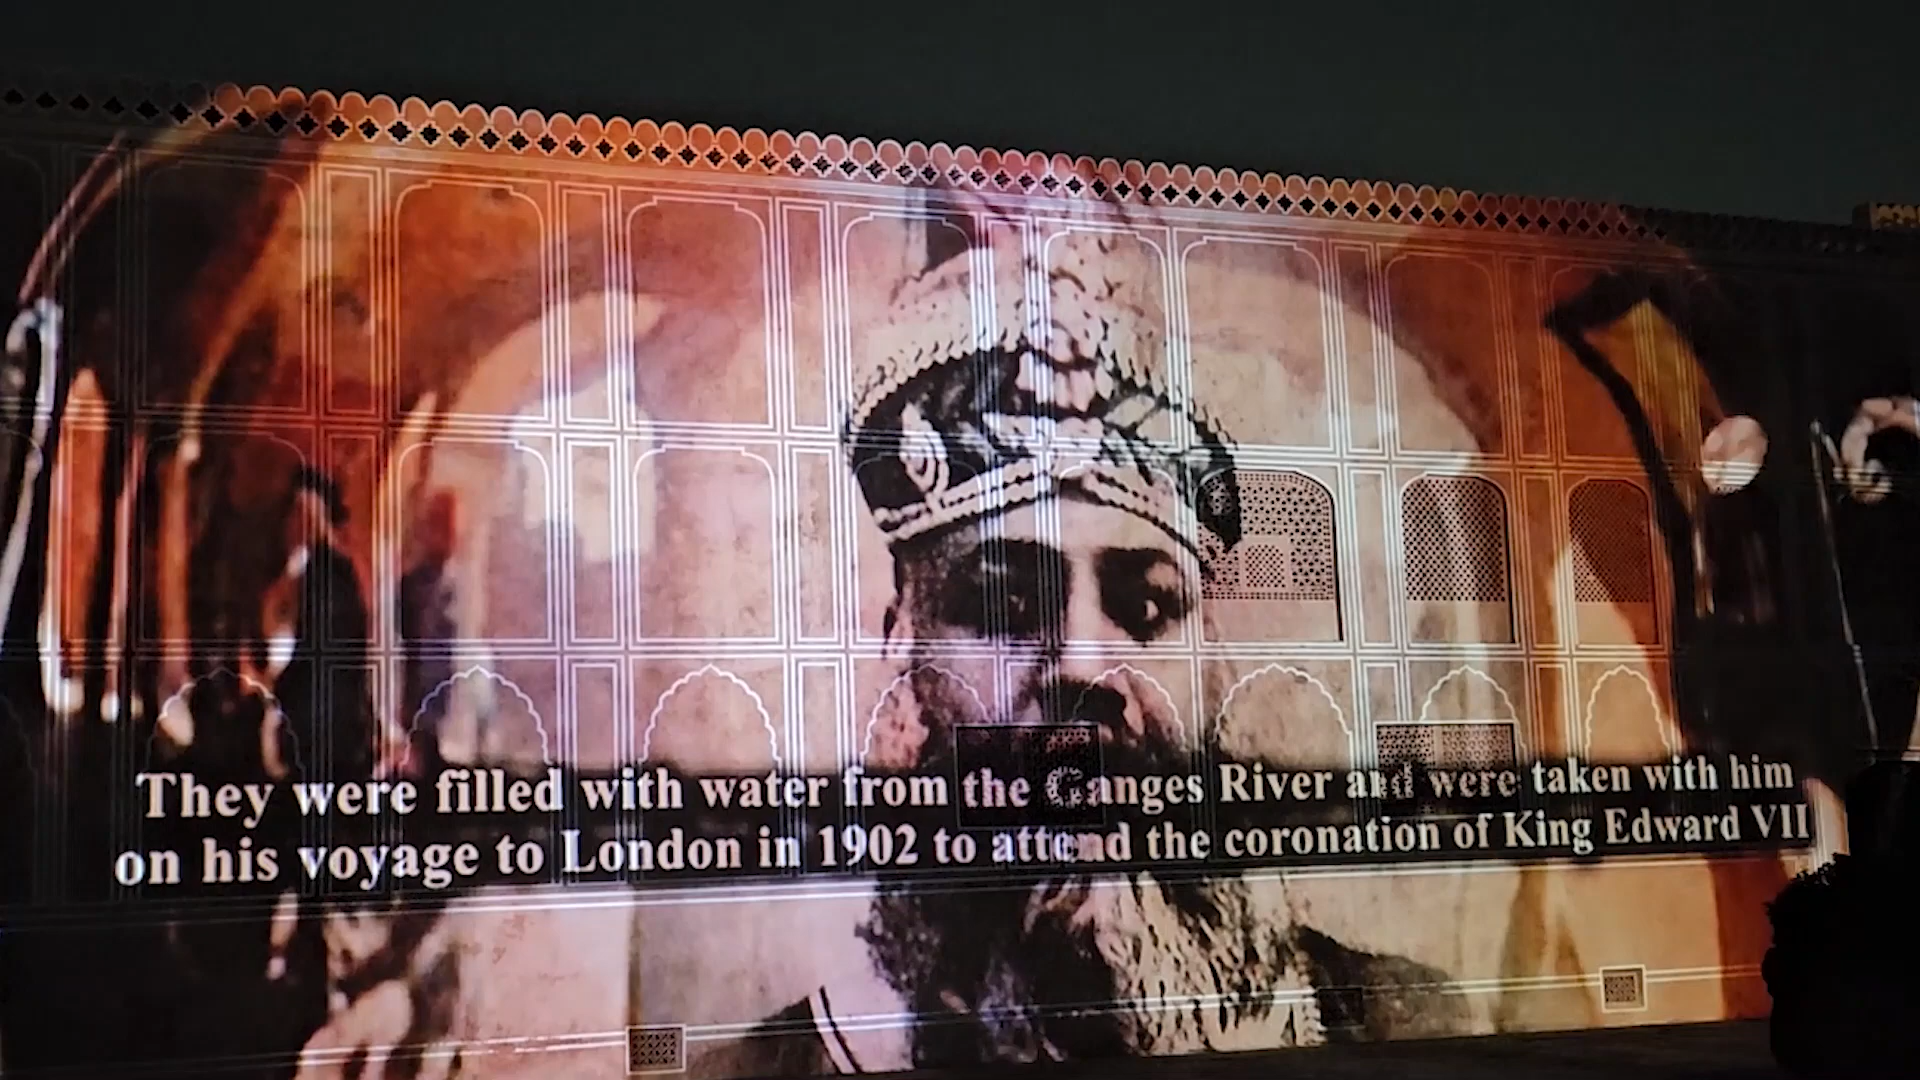 They were filled with water from the Ganges River and were taken with him
on his voyage to London in 1902 to attend the coronation of King Edward VII